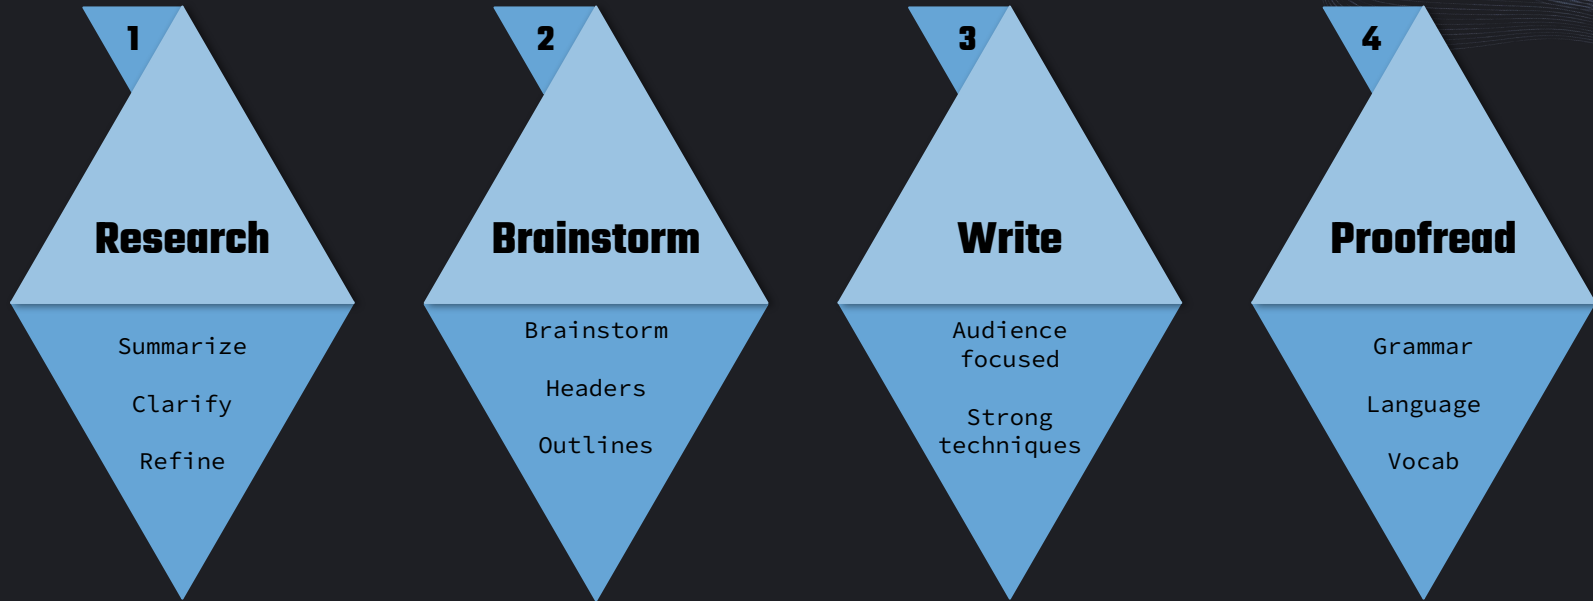 1
Research
Summarize
Clarify
Refine
2
Brainstorm
Brainstorm
Headers
Outlines
3
Write
Audience
focused
Strong
techniques
4
Proofread
Grammar
Language
Vocab